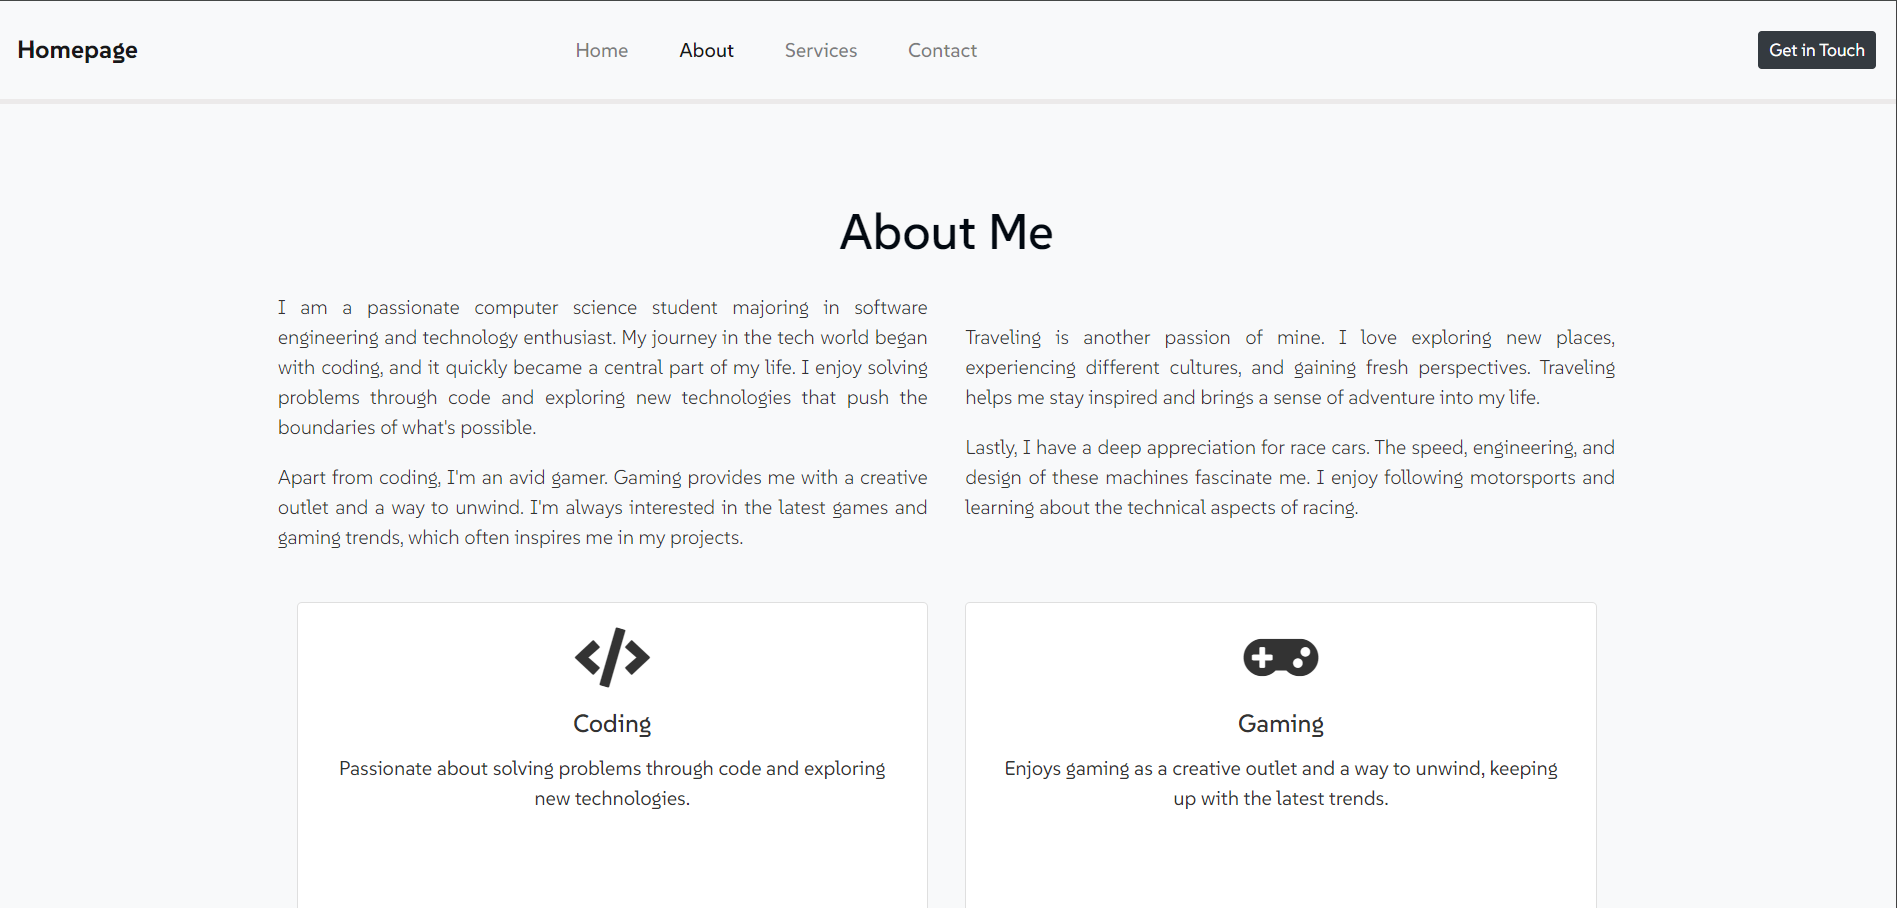 Homepage
Home
About
Services
Contact
Get in Touch
About Me
I am a passionate computer science student majoring in software
engineering and technology enthusiast. My journey in the tech world began
with coding, and it quickly became a central part of my life. I enjoy solving
problems through code and exploring new technologies that push the
boundaries of what's possible.
Apart from coding, I'm an avid gamer. Gaming provides me with a creative
outlet and a way to unwind. I'm always interested in the latest games and
gaming trends, which often inspires me in my projects.
Traveling is another passion of mine. I love exploring new places,
experiencing different cultures, and gaining fresh perspectives. Traveling
helps me stay inspired and brings a sense of adventure into my life.
Lastly, I have a deep appreciation for race cars. The speed, engineering, and
design of these machines fascinate me. I enjoy following motorsports and
learning about the technical aspects of racing.
Coding
Passionate about solving problems through code and exploring
new technologies.
Gaming
Enjoys gaming as a creative outlet and a way to unwind, keeping
up with the latest trends.